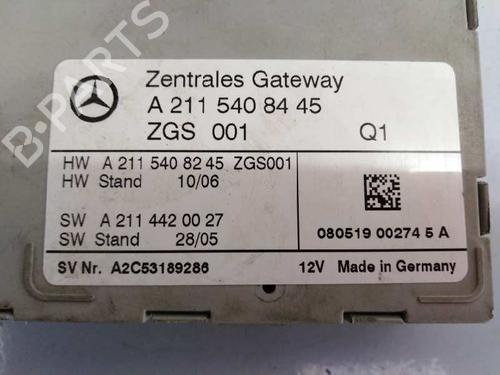 B-PARTS
Zentrales Gateway
A 211 540 84 45
ZGS 001 Q1
HW A 211 540 82 45 ZGS001
HW Stand 10/06
SW A 211 442 00 27
SW Stand 28/05
080519 00274 5 A
SV Nr. A2C53189286 12V Made in Germany